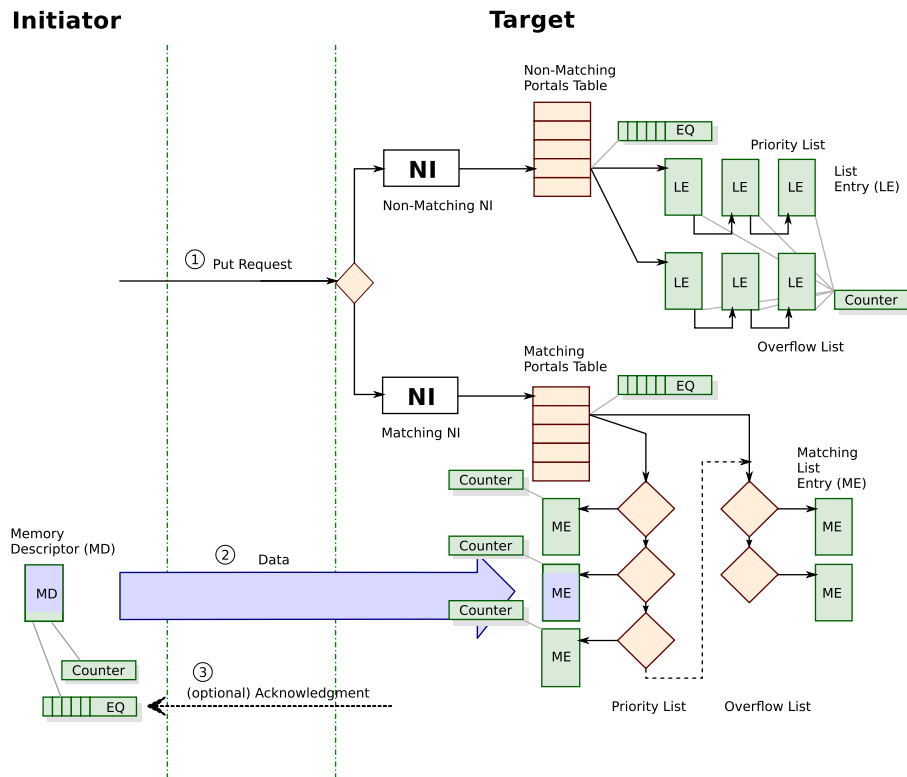 Initiator
Target
Non-Matching
Portals Table
EQ
Priority List
NI
LE
LE
LE
List
Entry (LE)
Non-Matching NI
1
Put Request
LE
LE
LE
Counter
Overflow List
Matching
Portals Table
EQ
NI
Matching NI
Matching
List
Entry (ME)
Counter
ME
ME
Memory
Descriptor (MD)
Counter
2
Data
MD
ME
ME
Counter
ME
Counter
3
(optional) Acknowledgment
EQ
Priority List
Overflow List